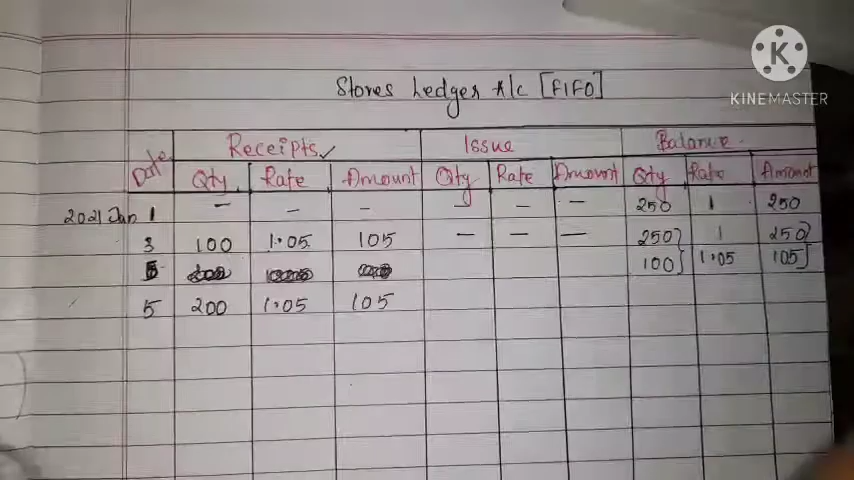 KINEMASTER
Stores Ledger A/c [FIFO]
Date Receipts ✓ Issue Balance
Qty Rate Amount Qty Rate Amount Qty Rate Amount
2021 Jan 1 – – – – – – 250 1 250
3 100 1.05 105 – – – 250 1 250
100 1.05 105
5 200 1.05 105